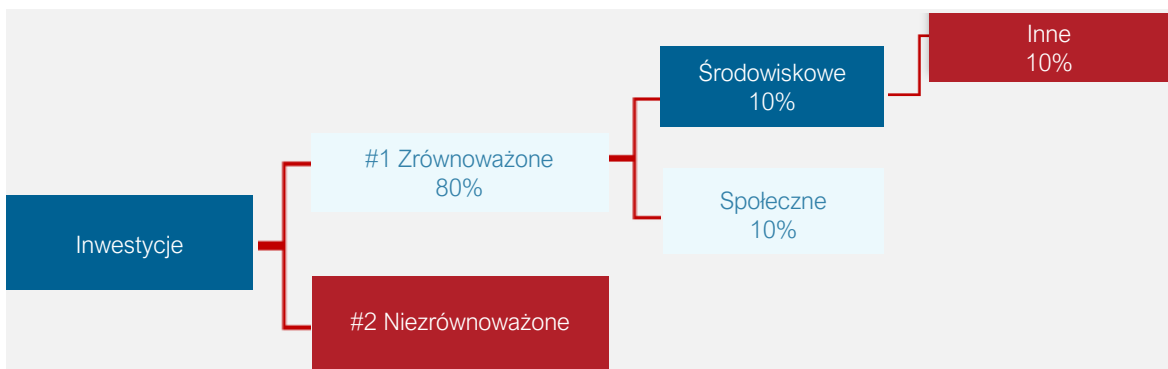 Inwestycje
#1 Zrównoważone
80%
#2 Niezrównoważone
Środowiskowe
10%
Społeczne
10%
Inne
10%